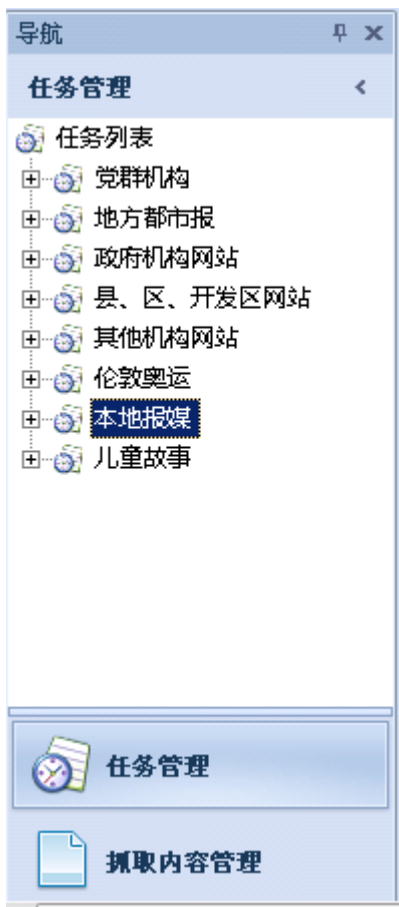 导航
任务管理
任务列表
党群机构
地方都市报
政府机构网站
县、区、开发区网站
其他机构网站
伦敦奥运
本地报媒
儿童故事
任务管理
抓取内容管理